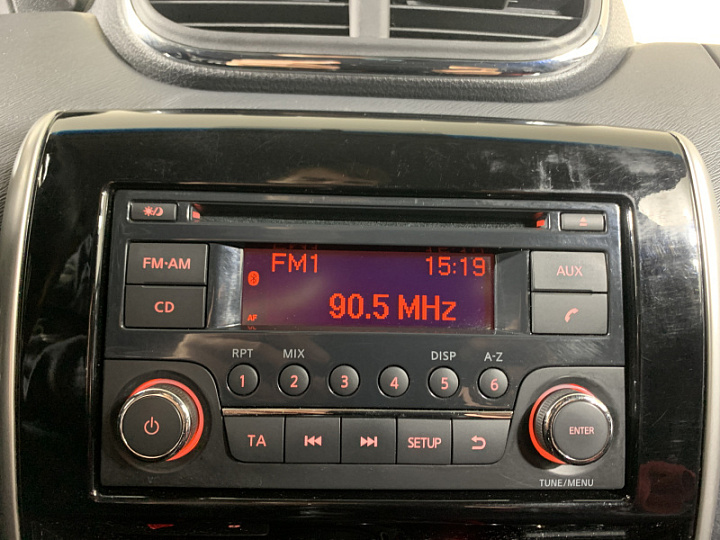 FM·AM
CD
FM1 15:19
AF
90.5 MHz
AUX
RPT MIX DISP A-Z
1 2 3 4 5 6
TA SETUP
ENTER
TUNE/MENU